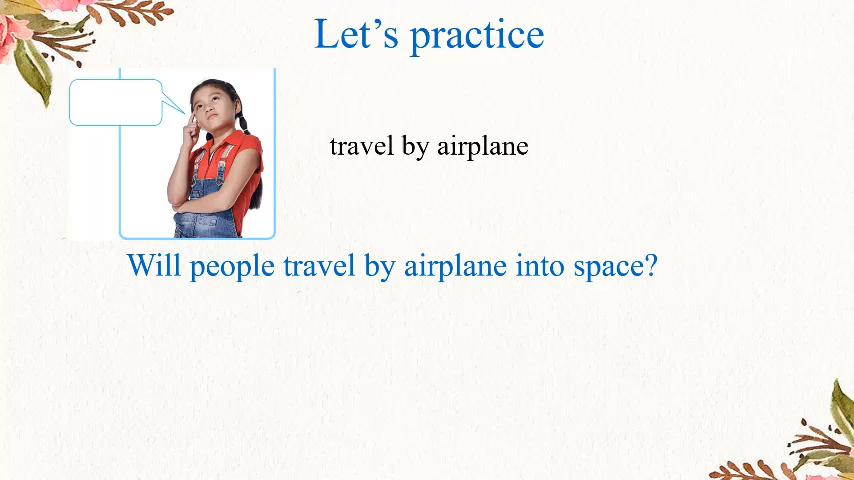 Let’s practice
travel by airplane
Will people travel by airplane into space?